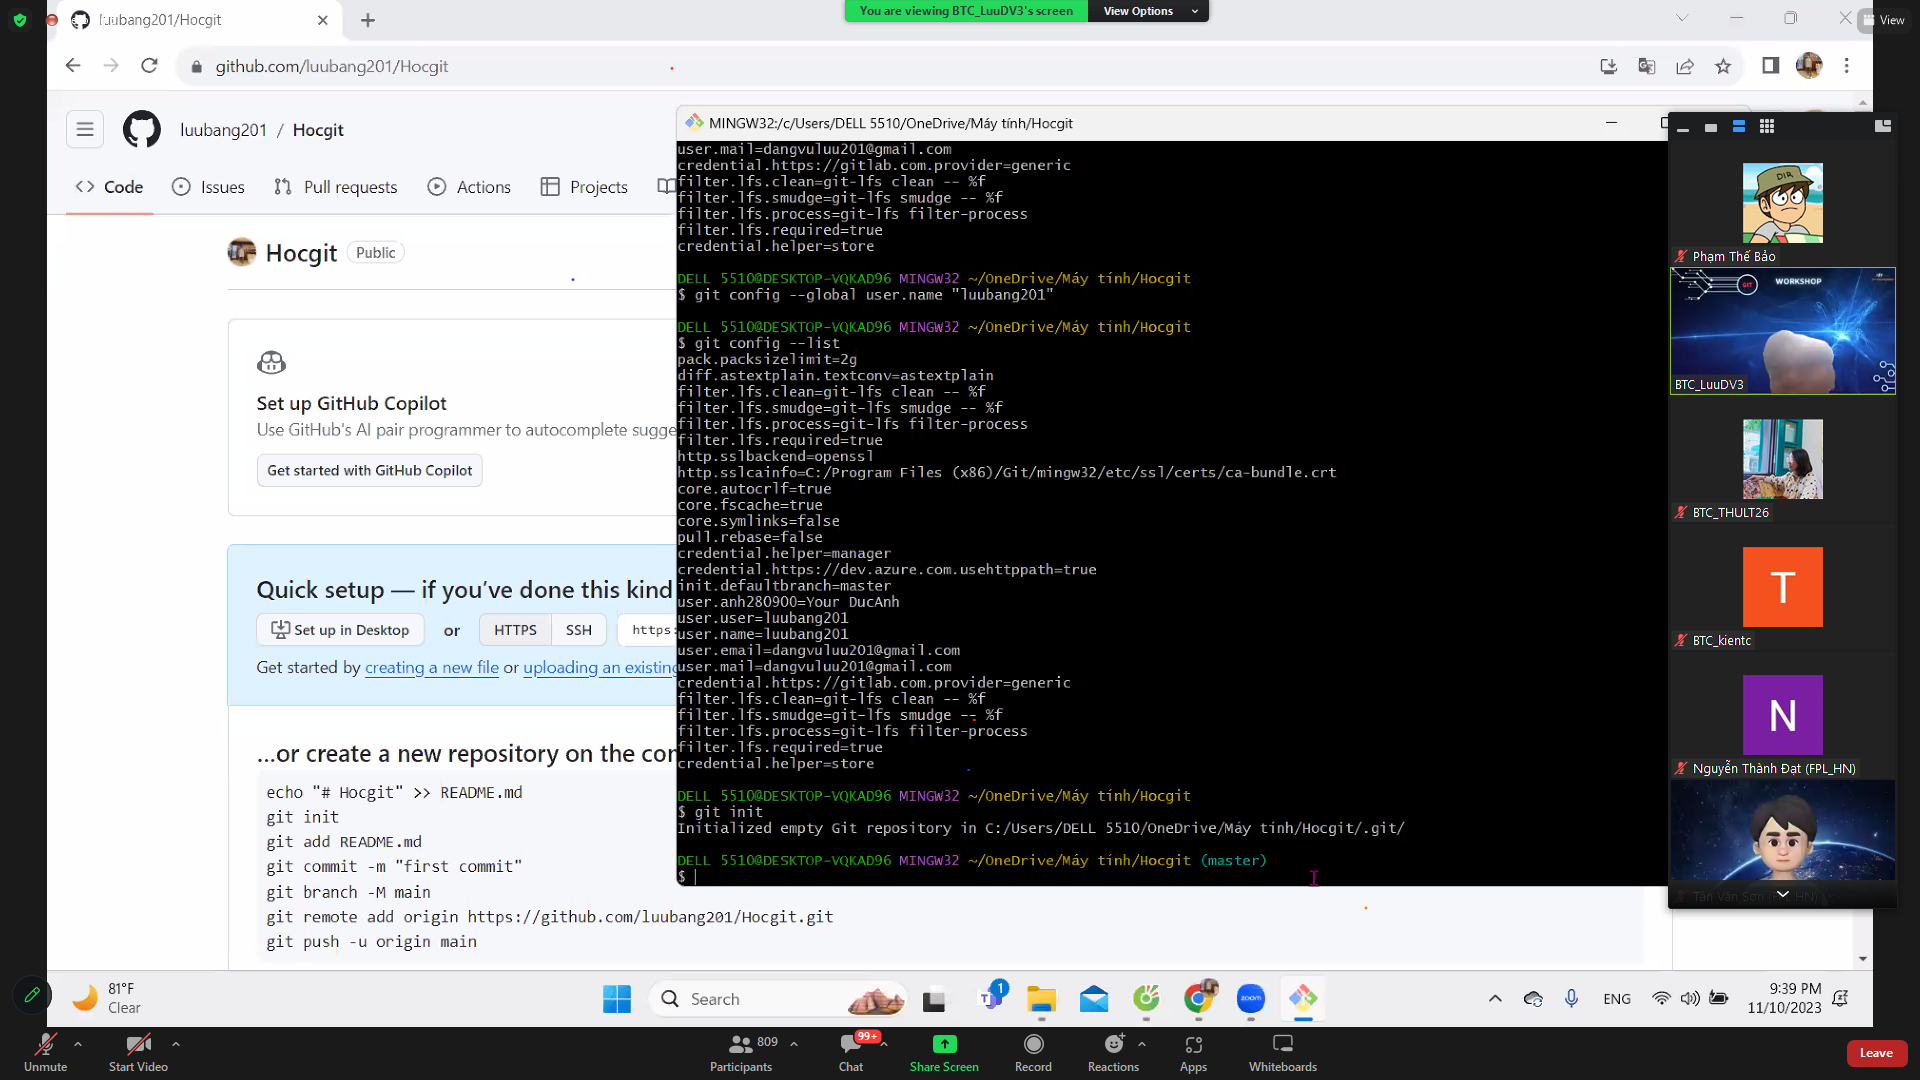 luubang201/Hocgit
You are viewing BTC_LuuDV3's screen
View Options
View
github.com/luubang201/Hocgit
luubang201 / Hocgit
Code
Issues
Pull requests
Actions
Projects
Hocgit
Public
Set up GitHub Copilot
Use GitHub's AI pair programmer to autocomplete sugge
Get started with GitHub Copilot
Quick setup — if you've done this kind
Set up in Desktop
or
HTTPS
SSH
https:
Get started by creating a new file or uploading an existing
...or create a new repository on the con
echo "# Hocgit" >> README.md
git init
git add README.md
git commit -m "first commit"
git branch -M main
git remote add origin https://github.com/luubang201/Hocgit.git
git push -u origin main
MINGW32:/c/Users/DELL 5510/OneDrive/Máy tính/Hocgit
user.mail=dangvuluu201@gmail.com
credential.https://gitlab.com.provider=generic
filter.lfs.clean=git-lfs clean -- %f
filter.lfs.smudge=git-lfs smudge -- %f
filter.lfs.process=git-lfs filter-process
filter.lfs.required=true
credential.helper=store
DELL 5510@DESKTOP-VQKAD96 MINGW32 ~/OneDrive/Máy tính/Hocgit
$ git config --global user.name "luubang201"
DELL 5510@DESKTOP-VQKAD96 MINGW32 ~/OneDrive/Máy tính/Hocgit
$ git config --list
pack.packsizelimit=2g
diff.astextplain.textconv=astextplain
filter.lfs.clean=git-lfs clean -- %f
filter.lfs.smudge=git-lfs smudge -- %f
filter.lfs.process=git-lfs filter-process
filter.lfs.required=true
http.sslbackend=openssl
http.sslcainfo=C:/Program Files (x86)/Git/mingw32/etc/ssl/certs/ca-bundle.crt
core.autocrlf=true
core.fscache=true
core.symlinks=false
pull.rebase=false
credential.helper=manager
credential.https://dev.azure.com.usehttppath=true
init.defaultbranch=master
user.anh280900=Your DucAnh
user.user=luubang201
user.name=luubang201
user.email=dangvuluu201@gmail.com
user.mail=dangvuluu201@gmail.com
credential.https://gitlab.com.provider=generic
filter.lfs.clean=git-lfs clean -- %f
filter.lfs.smudge=git-lfs smudge -- %f
filter.lfs.process=git-lfs filter-process
filter.lfs.required=true
credential.helper=store
DELL 5510@DESKTOP-VQKAD96 MINGW32 ~/OneDrive/Máy tính/Hocgit
$ git init
Initialized empty Git repository in C:/Users/DELL 5510/OneDrive/Máy tính/Hocgit/.git/
DELL 5510@DESKTOP-VQKAD96 MINGW32 ~/OneDrive/Máy tính/Hocgit (master)
$
DIR
Phạm Thế Bảo
GIT
WORKSHOP
BTC_LuuDV3
BTC_THULT26
T
BTC_kientc
N
Nguyễn Thành Đạt (FPL_HN)
Tân Văn Sơn (FPL_HN)
81°F
Clear
Search
1
zoom
ENG
9:39 PM
11/10/2023
Unmute
Start Video
809
Participants
99+
Chat
Share Screen
Record
Reactions
Apps
Whiteboards
Leave